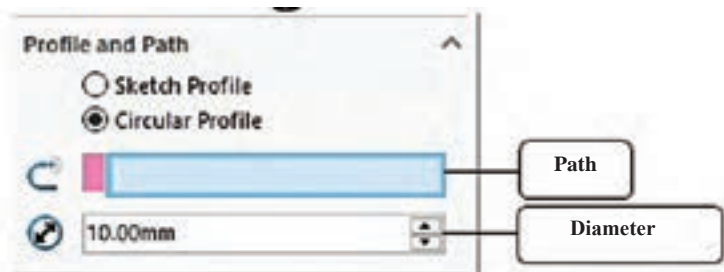 Profile and Path
Sketch Profile
Circular Profile
Path
10.00mm
Diameter